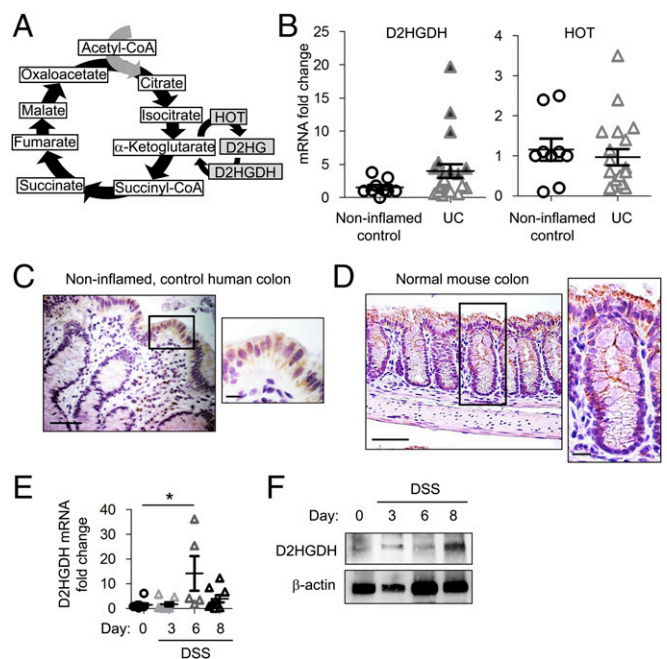 A
Acetyl-CoA
Oxaloacetate
Citrate
Malate
Isocitrate
HOT
Fumarate
α-Ketoglutarate
D2HG
D2HGDH
Succinate
Succinyl-CoA
B
D2HGDH
HOT
mRNA fold change
25
20
15
10
5
0
4
3
2
1
0
Non-inflamed control
UC
Non-inflamed control
UC
C
Non-inflamed, control human colon
D
Normal mouse colon
E
*
D2HGDH mRNA
fold change
40
30
20
10
0
Day: 0 3 6 8
DSS
F
DSS
Day: 0 3 6 8
D2HGDH
β-actin